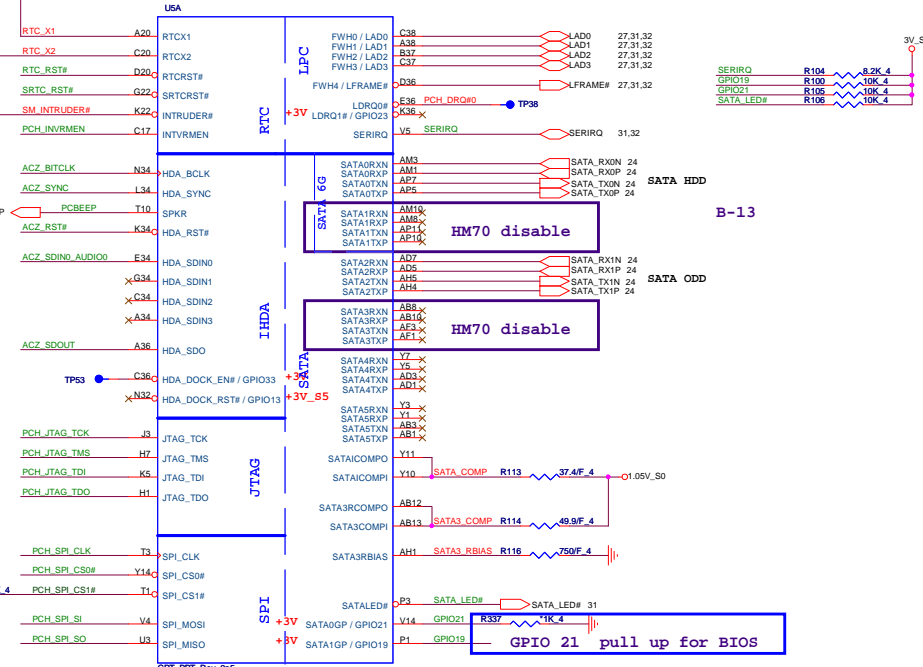 U5A
RTC_X1 A20 RTCX1
RTC_X2 C20 RTCX2
RTC_RST# D20 RTCRST#
SRTC_RST# G22 SRTCRST#
SM_INTRUDER# K22 INTRUDER#
PCH_INVRMEN C17 INTVRMEN
RTC
LPC
+3V
FWH0 / LAD0 C38 LAD0 27,31,32
FWH1 / LAD1 A38 LAD1 27,31,32
FWH2 / LAD2 B37 LAD2 27,31,32
FWH3 / LAD3 C37 LAD3 27,31,32
FWH4 / LFRAME# D36 LFRAME# 27,31,32
LDRQ0# E36 PCH_DRQ#0 TP38
LDRQ1# / GPIO23 K36
SERIRQ V5 SERIRQ SERIRQ 31,32
3V_S
SERIRQ R104 8.2K_4
GPIO19 R100 10K_4
GPIO21 R105 10K_4
SATA_LED# R106 10K_4
ACZ_BITCLK N34 HDA_BCLK
ACZ_SYNC L34 HDA_SYNC
P PCBEEP T10 SPKR
ACZ_RST# K34 HDA_RST#
ACZ_SDIN0_AUDIO0 E34 HDA_SDIN0
G34 HDA_SDIN1
C34 HDA_SDIN2
A34 HDA_SDIN3
ACZ_SDOUT A36 HDA_SDO
TP53 C36 HDA_DOCK_EN# / GPIO33 +3V
N32 HDA_DOCK_RST# / GPIO13 +3V_S5
IHDA
SATA 6G
SATA
SATA0RXN AM3 SATA_RX0N 24
SATA0RXP AM1 SATA_RX0P 24
SATA0TXN AP7 SATA_TX0N 24
SATA0TXP AP5 SATA_TX0P 24
SATA HDD
SATA1RXN AM10
SATA1RXP AM8
SATA1TXN AP11
SATA1TXP AP10
HM70 disable
B-13
SATA2RXN AD7 SATA_RX1N 24
SATA2RXP AD5 SATA_RX1P 24
SATA2TXN AH5 SATA_TX1N 24
SATA2TXP AH4 SATA_TX1P 24
SATA ODD
SATA3RXN AB8
SATA3RXP AB10
SATA3TXN AF3
SATA3TXP AF1
HM70 disable
SATA4RXN Y7
SATA4RXP Y5
SATA4TXN AD3
SATA4TXP AD1
SATA5RXN Y3
SATA5RXP Y1
SATA5TXN AB3
SATA5TXP AB1
SATAICOMPO Y11
SATAICOMPI Y10 SATA_COMP R113 37.4/F_4 1.05V_S0
SATA3RCOMPO AB12
SATA3COMPI AB13 SATA3_COMP R114 49.9/F_4
SATA3RBIAS AH1 SATA3_RBIAS R116 750/F_4
PCH_JTAG_TCK J3 JTAG_TCK
PCH_JTAG_TMS H7 JTAG_TMS
PCH_JTAG_TDI K5 JTAG_TDI
PCH_JTAG_TDO H1 JTAG_TDO
JTAG
PCH_SPI_CLK T3 SPI_CLK
PCH_SPI_CS0# Y14 SPI_CS0#
_4 PCH_SPI_CS1# T1 SPI_CS1#
PCH_SPI_SI V4 SPI_MOSI
PCH_SPI_SO U3 SPI_MISO
SPI
SATALED# P3 SATA_LED# SATA_LED# 31
+3V SATA0GP / GPIO21 V14 GPIO21 R337 *1K_4
+3V SATA1GP / GPIO19 P1 GPIO19
GPIO 21 pull up for BIOS